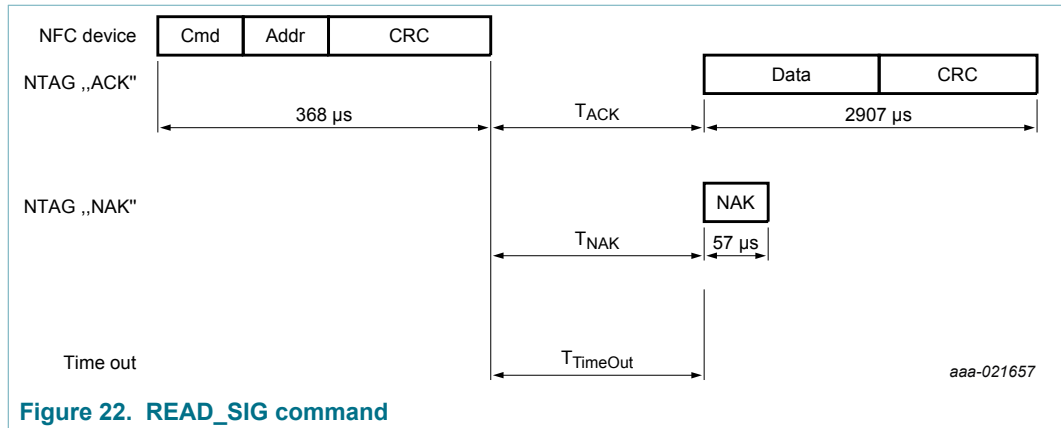 NFC device Cmd Addr CRC
NTAG ,,ACK" Data CRC
368 µs TACK 2907 µs
NTAG ,,NAK" NAK
TNAK 57 µs
Time out TTimeOut aaa-021657
Figure 22. READ_SIG command